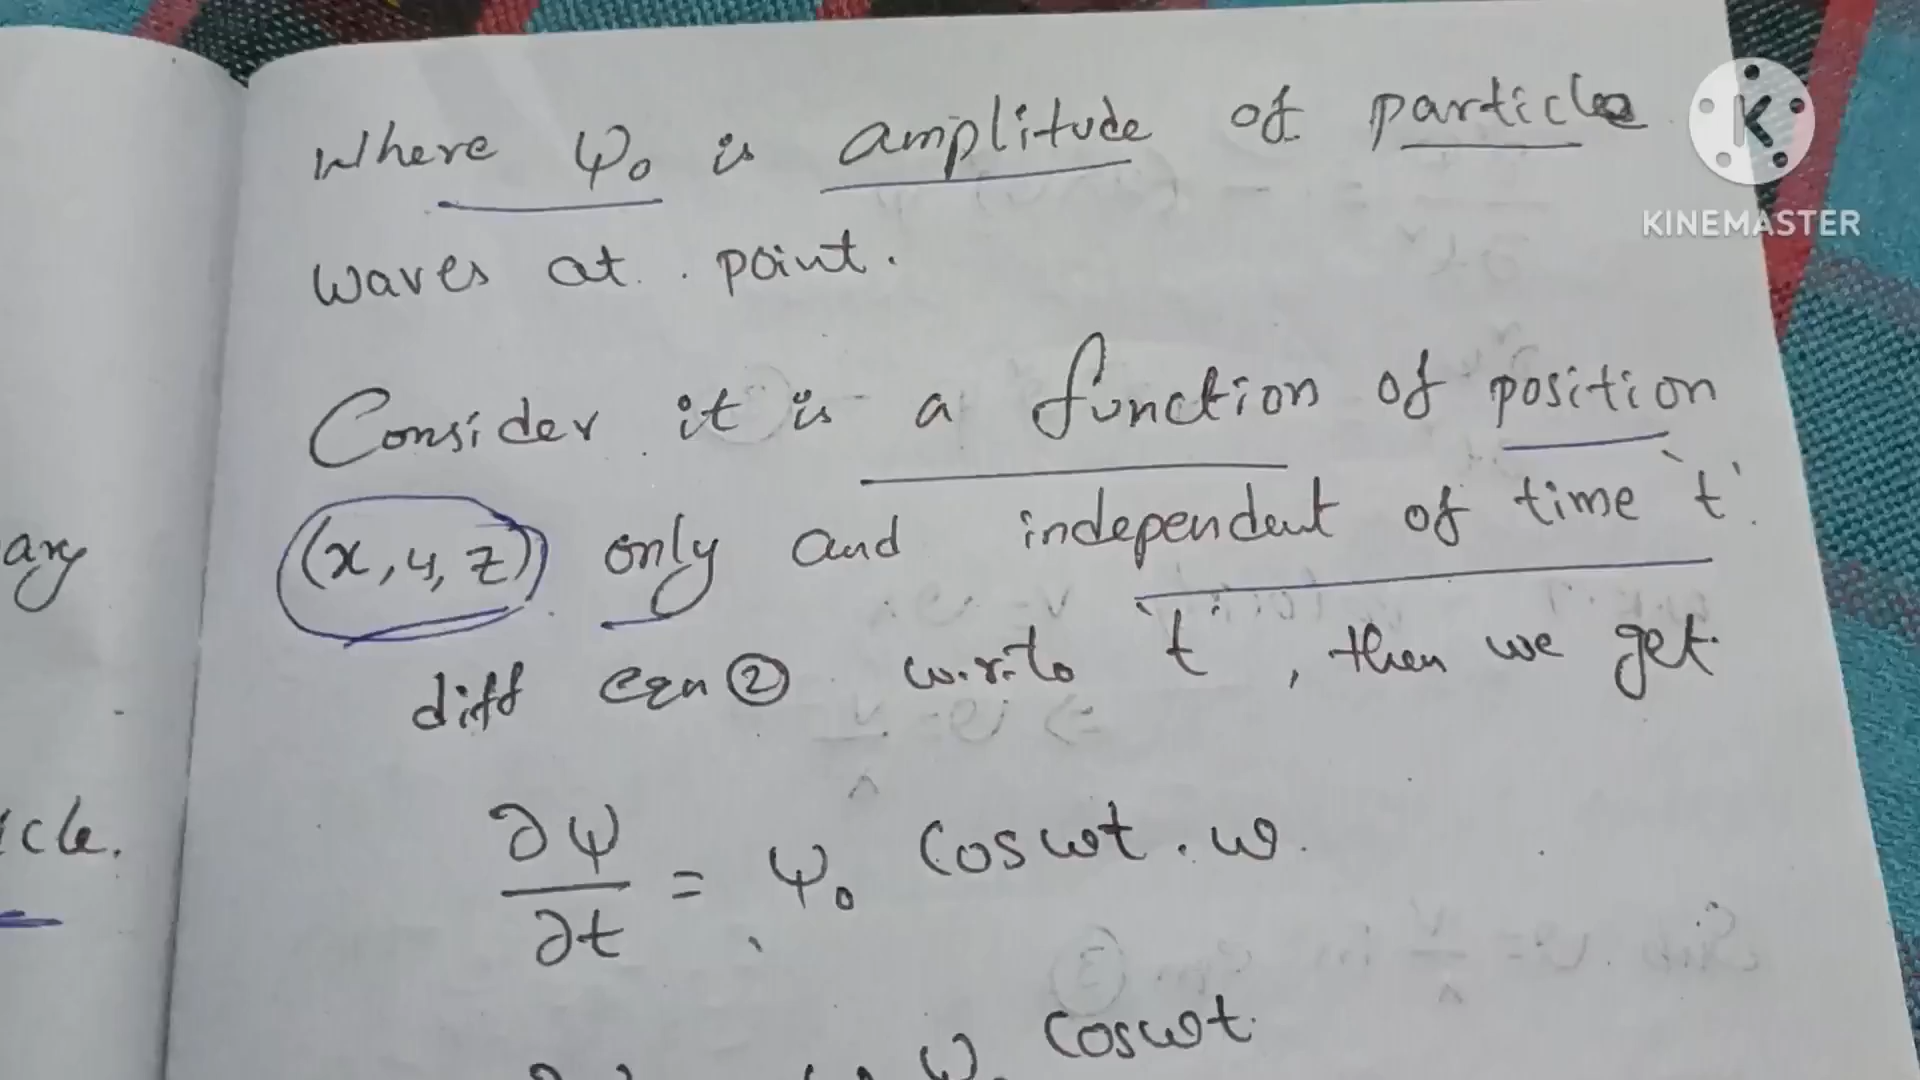 Where ψ₀ is amplitude of particle
waves at point.
Consider it is a function of position
(x, y, z) only and independent of time 't'.
diff eqn ② w.r.to 't', then we get
∂ψ/∂t = ψ₀ cosωt . ω.
cosωt.
ary
icle.
K
KINEMASTER